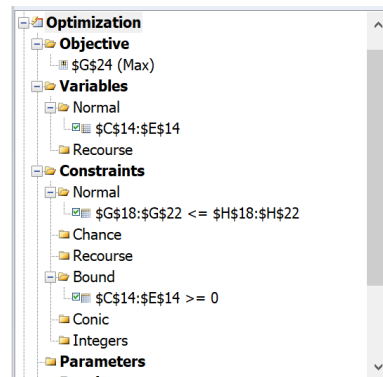 Optimization
Objective
$G$24 (Max)
Variables
Normal
$C$14:$E$14
Recourse
Constraints
Normal
$G$18:$G$22 <= $H$18:$H$22
Chance
Recourse
Bound
$C$14:$E$14 >= 0
Conic
Integers
Parameters